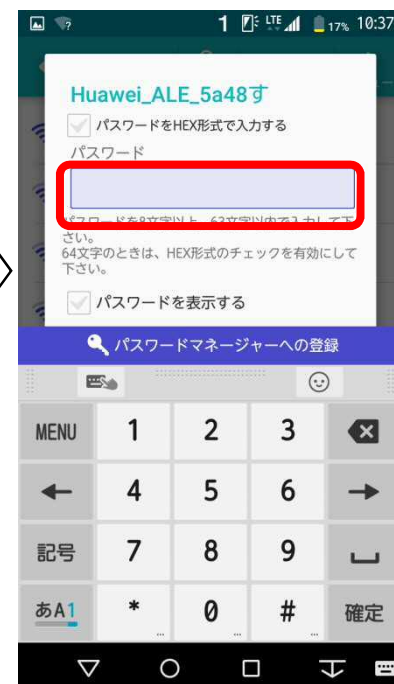 1 LTE 17% 10:37
Huawei_ALE_5a48す
パスワードをHEX形式で入力する
パスワード
パスワードを8文字以上、63文字以内で入力して下
さい。
64文字のときは、HEX形式のチェックを有効にして
下さい。
パスワードを表示する
パスワードマネージャーへの登録
MENU 1 2 3
4 5 6
記号 7 8 9
あA1 * 0 # 確定